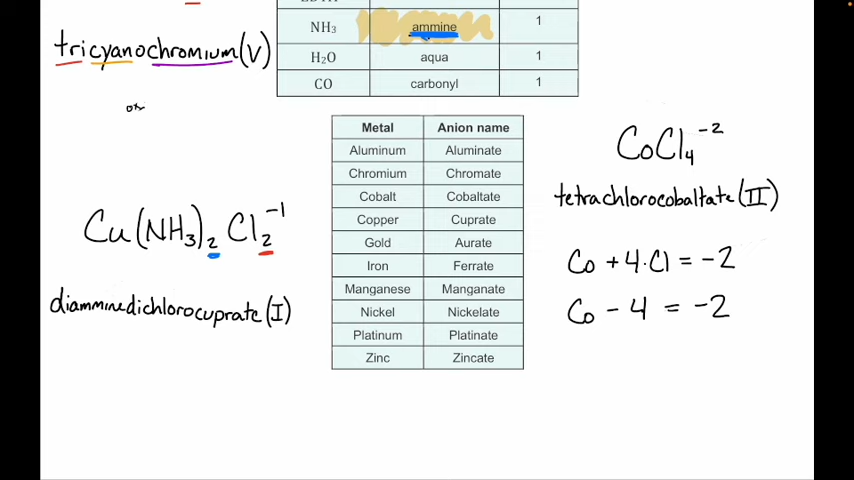 NH₃ ammine 1
H₂O aqua 1
CO carbonyl 1
tricyanochromium(V)
Metal Anion name
Aluminum Aluminate
Chromium Chromate
Cobalt Cobaltate
Copper Cuprate
Gold Aurate
Iron Ferrate
Manganese Manganate
Nickel Nickelate
Platinum Platinate
Zinc Zincate
Cu(NH₃)₂Cl₂⁻¹
diamminedichlorocuprate(I)
CoCl₄⁻²
tetrachlorocobaltate(II)
Co + 4·Cl = -2
Co - 4 = -2